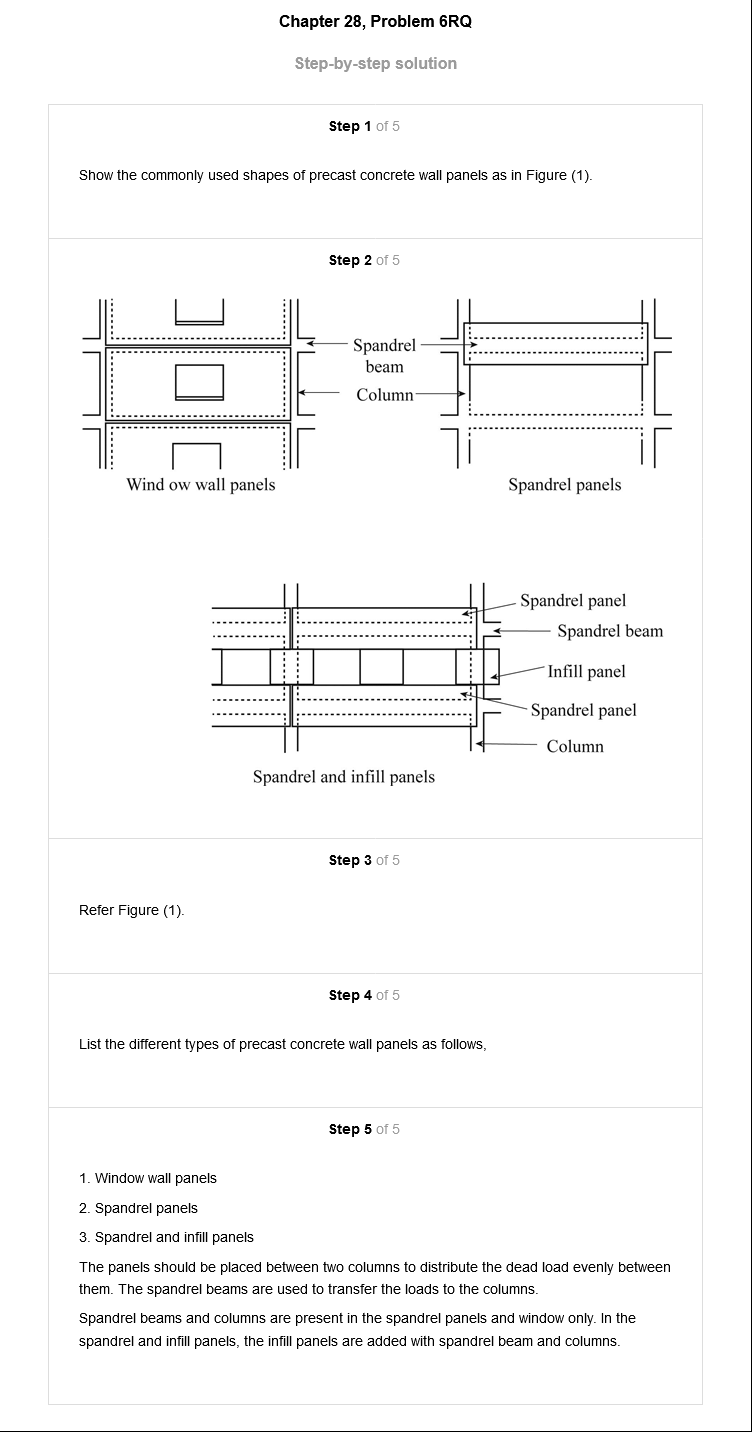 Chapter 28, Problem 6RQ
Step-by-step solution
Step 1 of 5
Show the commonly used shapes of precast concrete wall panels as in Figure (1).
Step 2 of 5
Spandrel
beam
Column
Wind ow wall panels
Spandrel panels
Spandrel panel
Spandrel beam
Infill panel
Spandrel panel
Column
Spandrel and infill panels
Step 3 of 5
Refer Figure (1).
Step 4 of 5
List the different types of precast concrete wall panels as follows,
Step 5 of 5
1. Window wall panels
2. Spandrel panels
3. Spandrel and infill panels
The panels should be placed between two columns to distribute the dead load evenly between
them. The spandrel beams are used to transfer the loads to the columns.
Spandrel beams and columns are present in the spandrel panels and window only. In the
spandrel and infill panels, the infill panels are added with spandrel beam and columns.